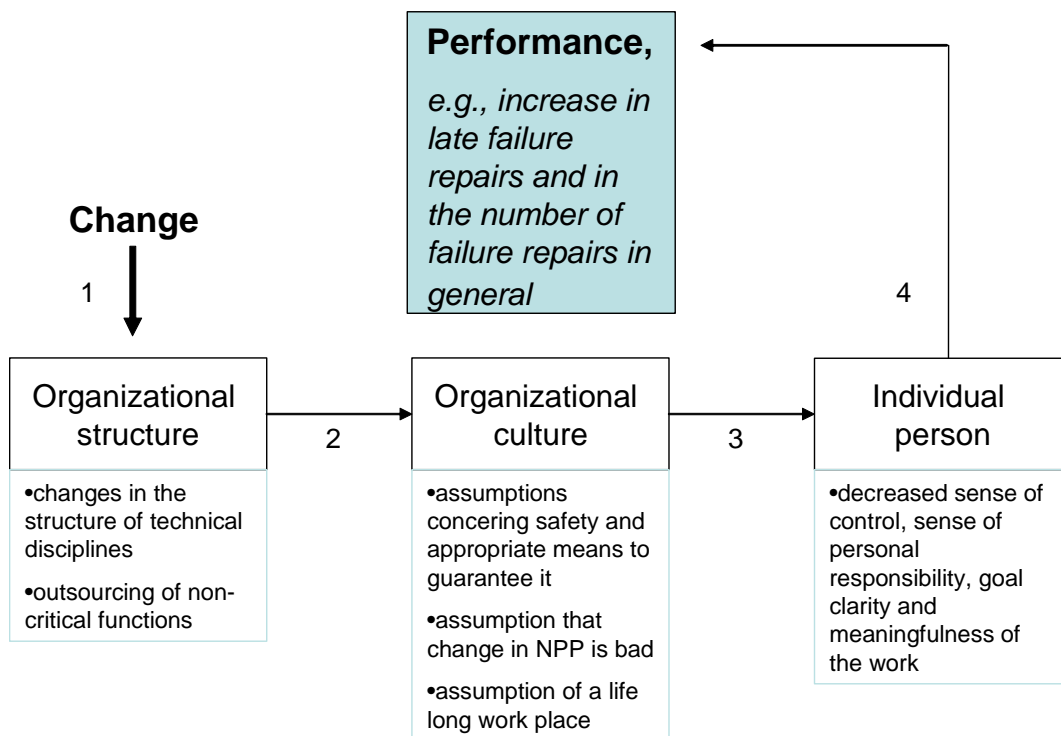 Performance,
e.g., increase in
late failure
repairs and in
the number of
failure repairs in
general
Change
1
4
Organizational
structure
2
Organizational
culture
3
Individual
person
•changes in the
structure of technical
disciplines
•outsourcing of non-
critical functions
•assumptions
concering safety and
appropriate means to
guarantee it
•assumption that
change in NPP is bad
•assumption of a life
long work place
•decreased sense of
control, sense of
personal
responsibility, goal
clarity and
meaningfulness of
the work